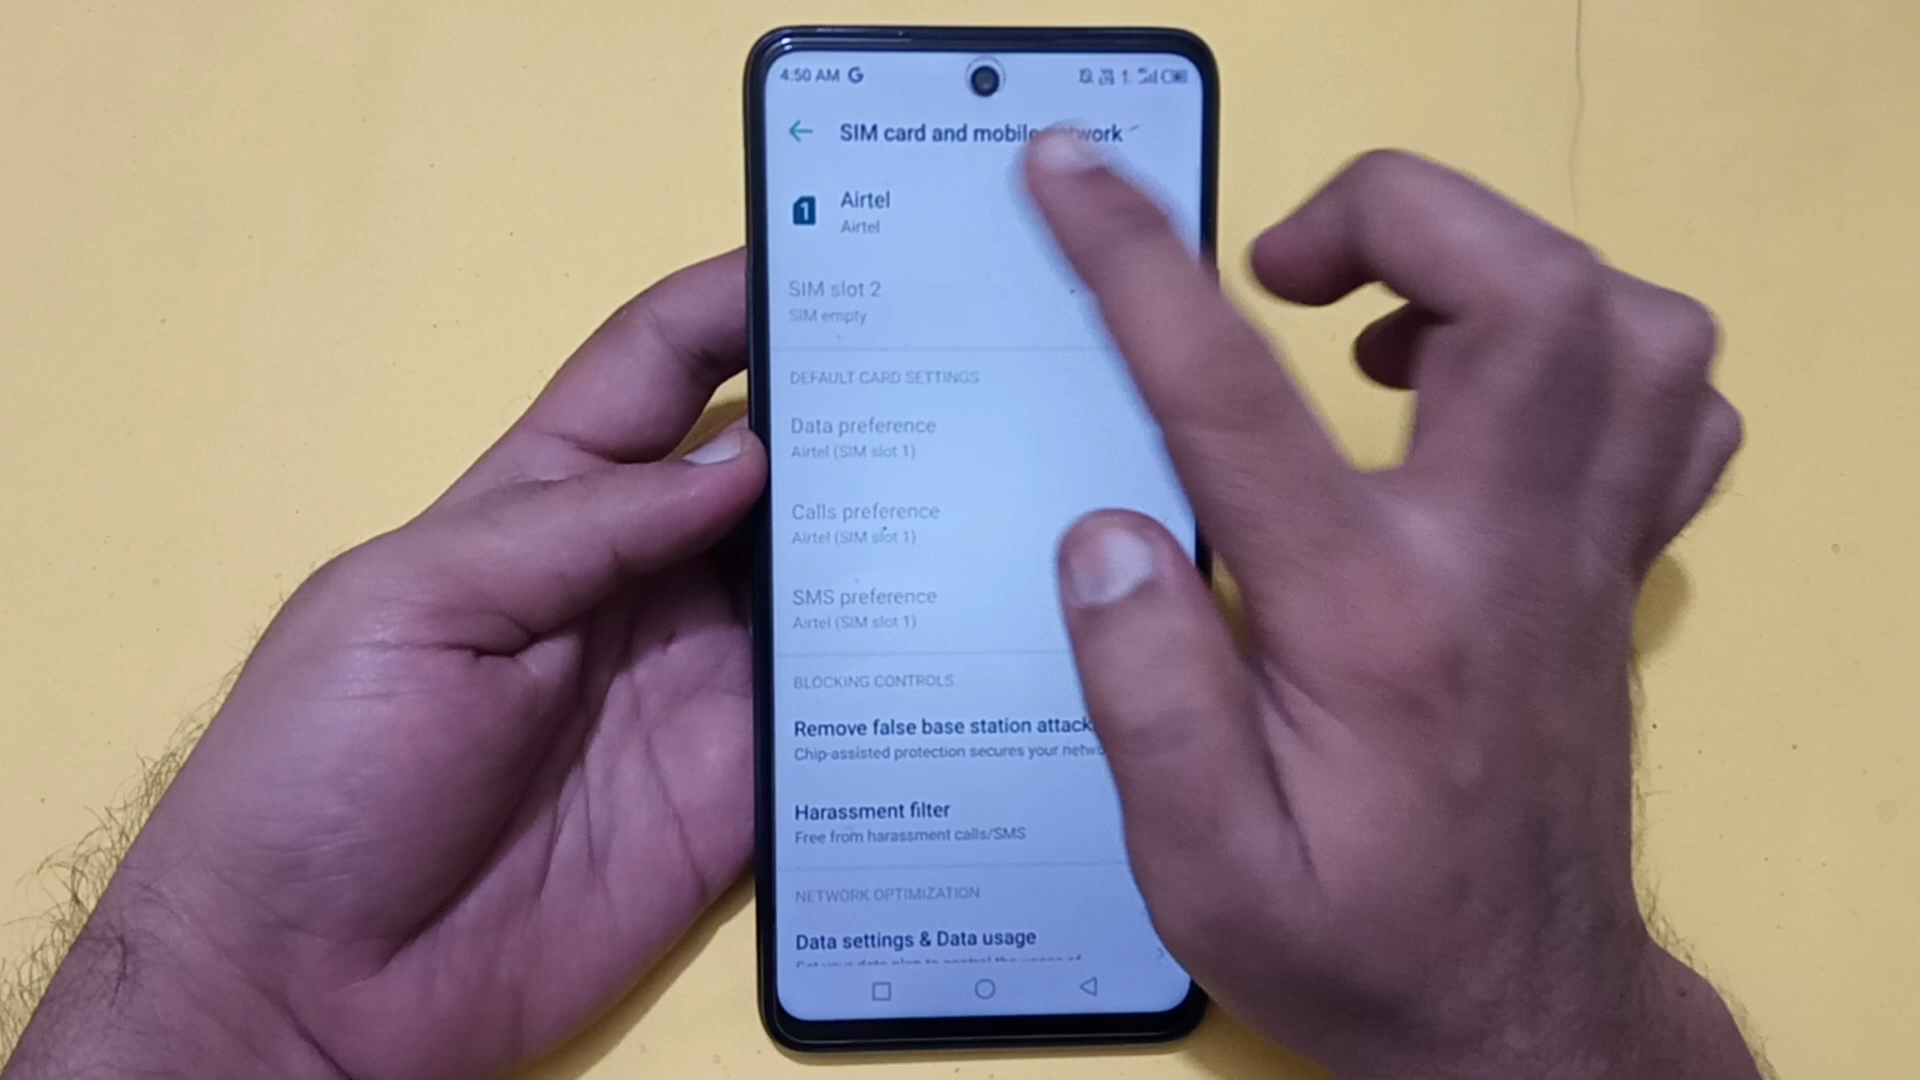 4:50 AM G
SIM card and mobile work
1
Airtel
Airtel
SIM slot 2
SIM empty
DEFAULT CARD SETTINGS
Data preference
Airtel (SIM slot 1)
Calls preference
Airtel (SIM slot 1)
SMS preference
Airtel (SIM slot 1)
BLOCKING CONTROLS
Remove false base station attack
Chip-assisted protection secures your netwo
Harassment filter
Free from harassment calls/SMS
NETWORK OPTIMIZATION
Data settings & Data usage